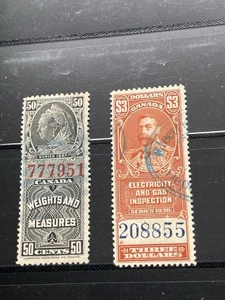 50 50
SERIES 1897
777951
CANADA
WEIGHTS AND
MEASURES
50 50
CENTS
DOLLARS
$3 CANADA $3
ELECTRICITY
AND GAS
INSPECTION
SERIES 1930
208855
THREE
DOLLARS